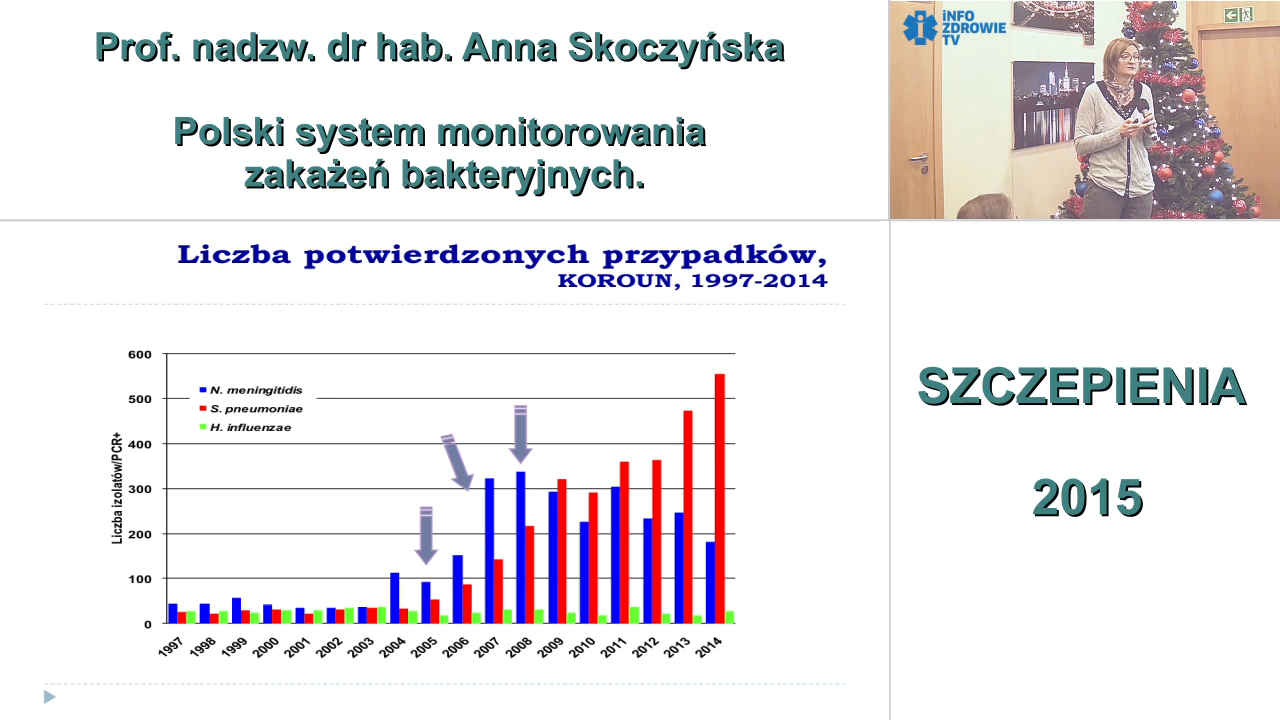 Prof. nadzw. dr hab. Anna Skoczyńska
Polski system monitorowania
zakażeń bakteryjnych.
iNFO
ZDROWIE
TV
Liczba potwierdzonych przypadków,
KOROUN, 1997-2014
Liczba izolatów/PCR+
600
500
400
300
200
100
0
N. meningitidis
S. pneumoniae
H. influenzae
1997
1998
1999
2000
2001
2002
2003
2004
2005
2006
2007
2008
2009
2010
2011
2012
2013
2014
SZCZEPIENIA
2015